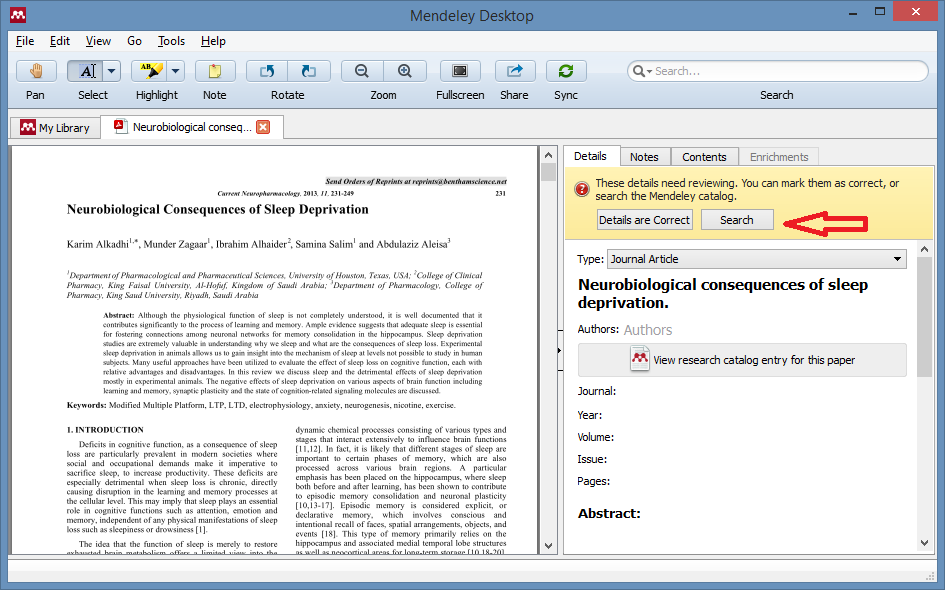 Mendeley Desktop
File Edit View Go Tools Help
Pan Select Highlight Note Rotate Zoom Fullscreen Share Sync Search
Search...
My Library
Neurobiological conseq...
Send Orders of Reprints at reprints@benthamscience.net
Current Neuropharmacology, 2013, 11, 231-249 231
Neurobiological Consequences of Sleep Deprivation
Karim Alkadhi1,*, Munder Zagaar1, Ibrahim Alhaider2, Samina Salim1 and Abdulaziz Aleisa3
1Department of Pharmacological and Pharmaceutical Sciences, University of Houston, Texas, USA; 2College of Clinical
Pharmacy, King Faisal University, Al-Hofuf, Kingdom of Saudi Arabia; 3Department of Pharmacology, College of
Pharmacy, King Saud University, Riyadh, Saudi Arabia
Abstract: Although the physiological function of sleep is not completely understood, it is well documented that it
contributes significantly to the process of learning and memory. Ample evidence suggests that adequate sleep is essential
for fostering connections among neuronal networks for memory consolidation in the hippocampus. Sleep deprivation
studies are extremely valuable in understanding why we sleep and what are the consequences of sleep loss. Experimental
sleep deprivation in animals allows us to gain insight into the mechanism of sleep at levels not possible to study in human
subjects. Many useful approaches have been utilized to evaluate the effect of sleep loss on cognitive function, each with
relative advantages and disadvantages. In this review we discuss sleep and the detrimental effects of sleep deprivation
mostly in experimental animals. The negative effects of sleep deprivation on various aspects of brain function including
learning and memory, synaptic plasticity and the state of cognition-related signaling molecules are discussed.
Keywords: Modified Multiple Platform, LTP, LTD, electrophysiology, anxiety, neurogenesis, nicotine, exercise.
1. INTRODUCTION
Deficits in cognitive function, as a consequence of sleep
loss are particularly prevalent in modern societies where
social and occupational demands make it imperative to
sacrifice sleep, to increase productivity. These deficits are
especially detrimental when sleep loss is chronic, directly
causing disruption in the learning and memory processes at
the cellular level. This may imply that sleep plays an essential
role in cognitive functions such as attention, emotion and
memory, independent of any physical manifestations of sleep
loss such as sleepiness or drowsiness [1].
The idea that the function of sleep is merely to restore
exhausted brain metabolism offers a limited view into the
dynamic chemical processes consisting of various types and
stages that interact extensively to influence brain functions
[11,12]. In fact, it is likely that different stages of sleep are
important to certain phases of memory, which are also
processed across various brain regions. A particular
emphasis has been placed on the hippocampus, where sleep
both before and after learning, has been shown to contribute
to episodic memory consolidation and neuronal plasticity
[10,13-17]. Episodic memory is considered explicit, or
declarative memory, which involves conscious and
intentional recall of faces, spatial arrangements, objects, and
events [18]. This type of memory primarily relies on the
hippocampus and associated medial temporal lobe structures
as well as neocortical areas for long-term storage [10,18-20].
Details Notes Contents Enrichments
These details need reviewing. You can mark them as correct, or
search the Mendeley catalog.
Details are Correct Search
Type: Journal Article
Neurobiological consequences of sleep
deprivation.
Authors: Authors
View research catalog entry for this paper
Journal:
Year:
Volume:
Issue:
Pages:
Abstract: